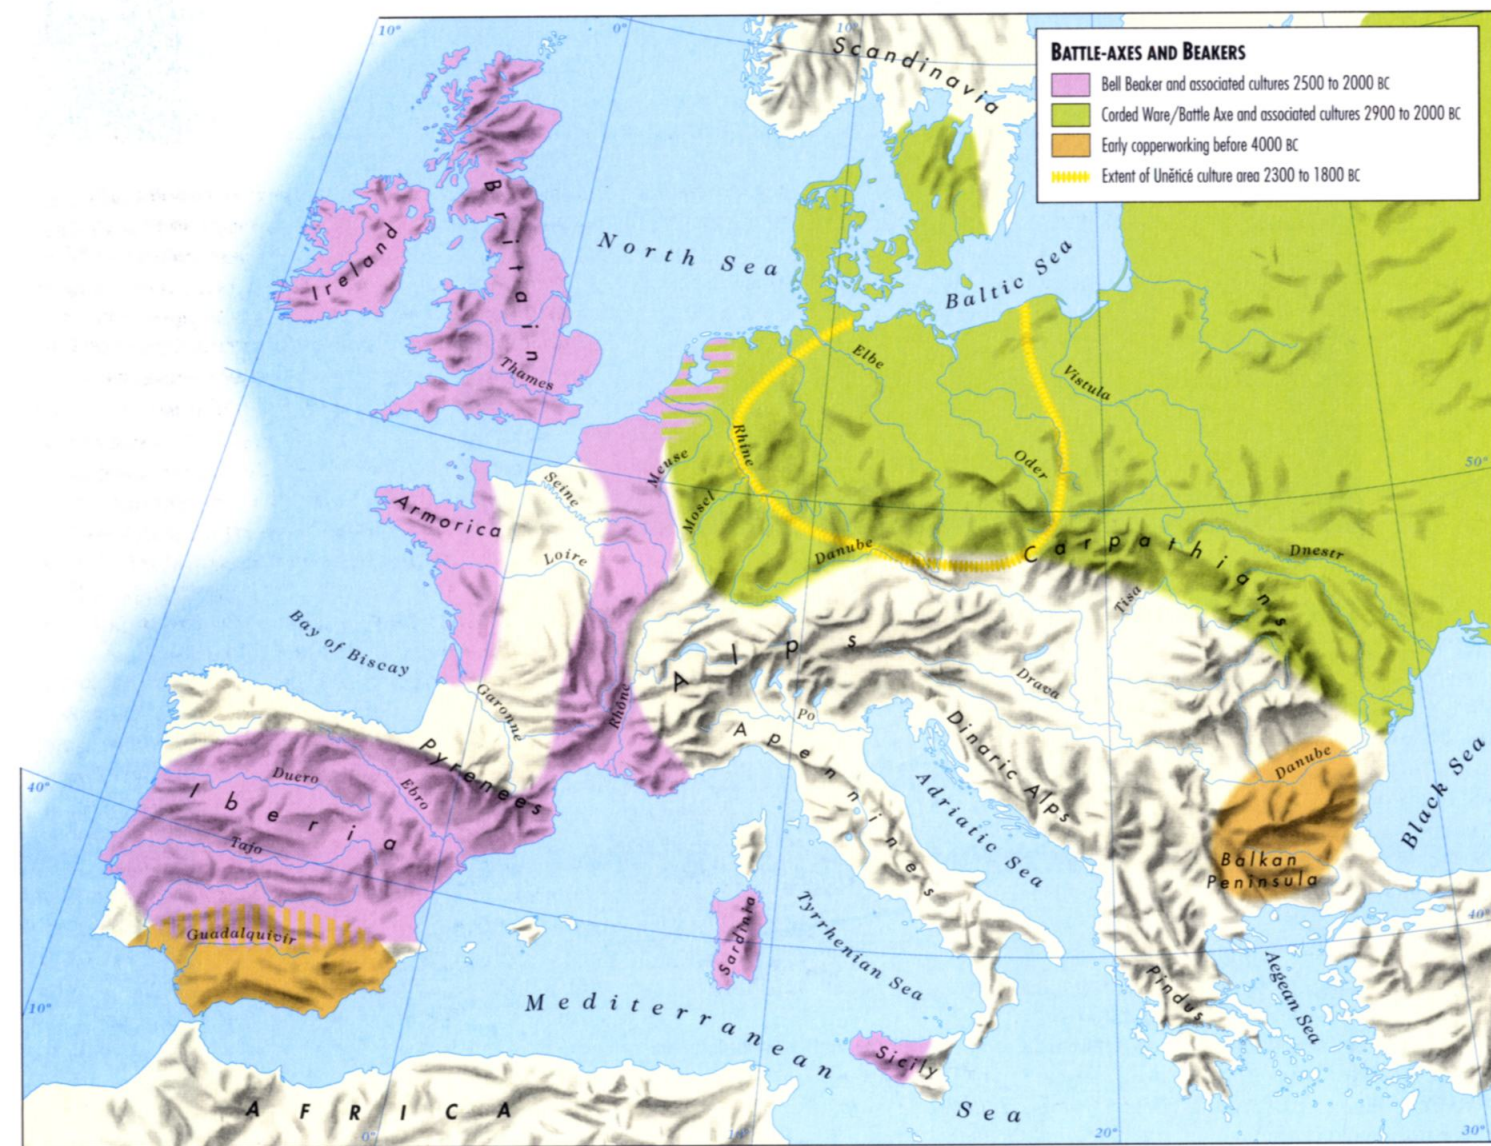 BATTLE-AXES AND BEAKERS
Bell Beaker and associated cultures 2500 to 2000 BC
Corded Ware/Battle Axe and associated cultures 2900 to 2000 BC
Early copperworking before 4000 BC
Extent of Unětićé culture area 2300 to 1800 BC
10°
0°
10°
Scandinavia
Britain
Ireland
North Sea
Baltic Sea
Thames
Elbe
Vistula
Rhine
Oder
50°
Meuse
Mosel
Seine
Armorica
Loire
Danube
Carpathians
Dnestr
Tisa
Bay of Biscay
Alps
Drava
Garonne
Rhône
Po
Apennines
Dinaric Alps
Pyrenees
Danube
Black Sea
40°
Duero
Ebro
Iberia
Tajo
Adriatic Sea
Balkan
Peninsula
Sardinia
Tyrrhenian Sea
40°
Guadalquivir
Aegean Sea
Pindus
10°
Mediterranean
Sea
Sicily
AFRICA
0°
10°
20°
30°